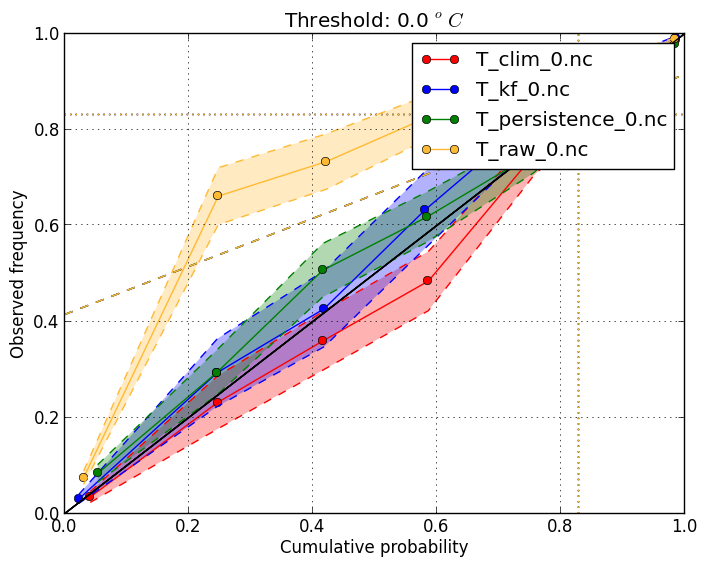 Threshold: 0.0 ° C
T_clim_0.nc
T_kf_0.nc
T_persistence_0.nc
T_raw_0.nc
Observed frequency
1.0
0.8
0.6
0.4
0.2
0.0
0.0 0.2 0.4 0.6 0.8 1.0
Cumulative probability